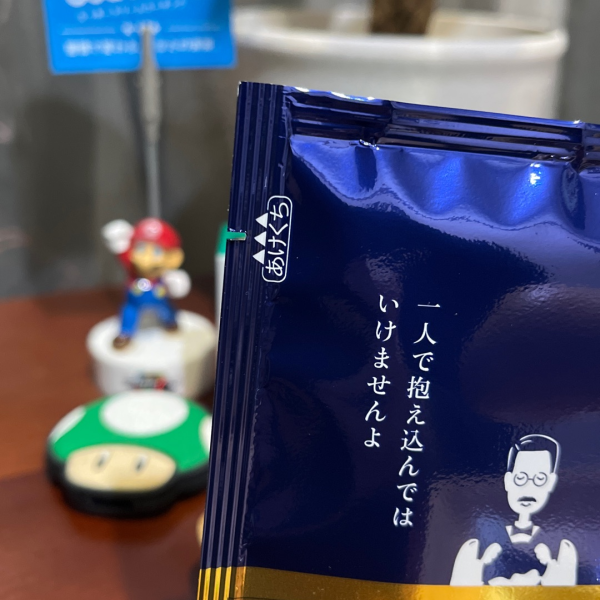 あけくち
一人で抱え込んでは
いけませんよ